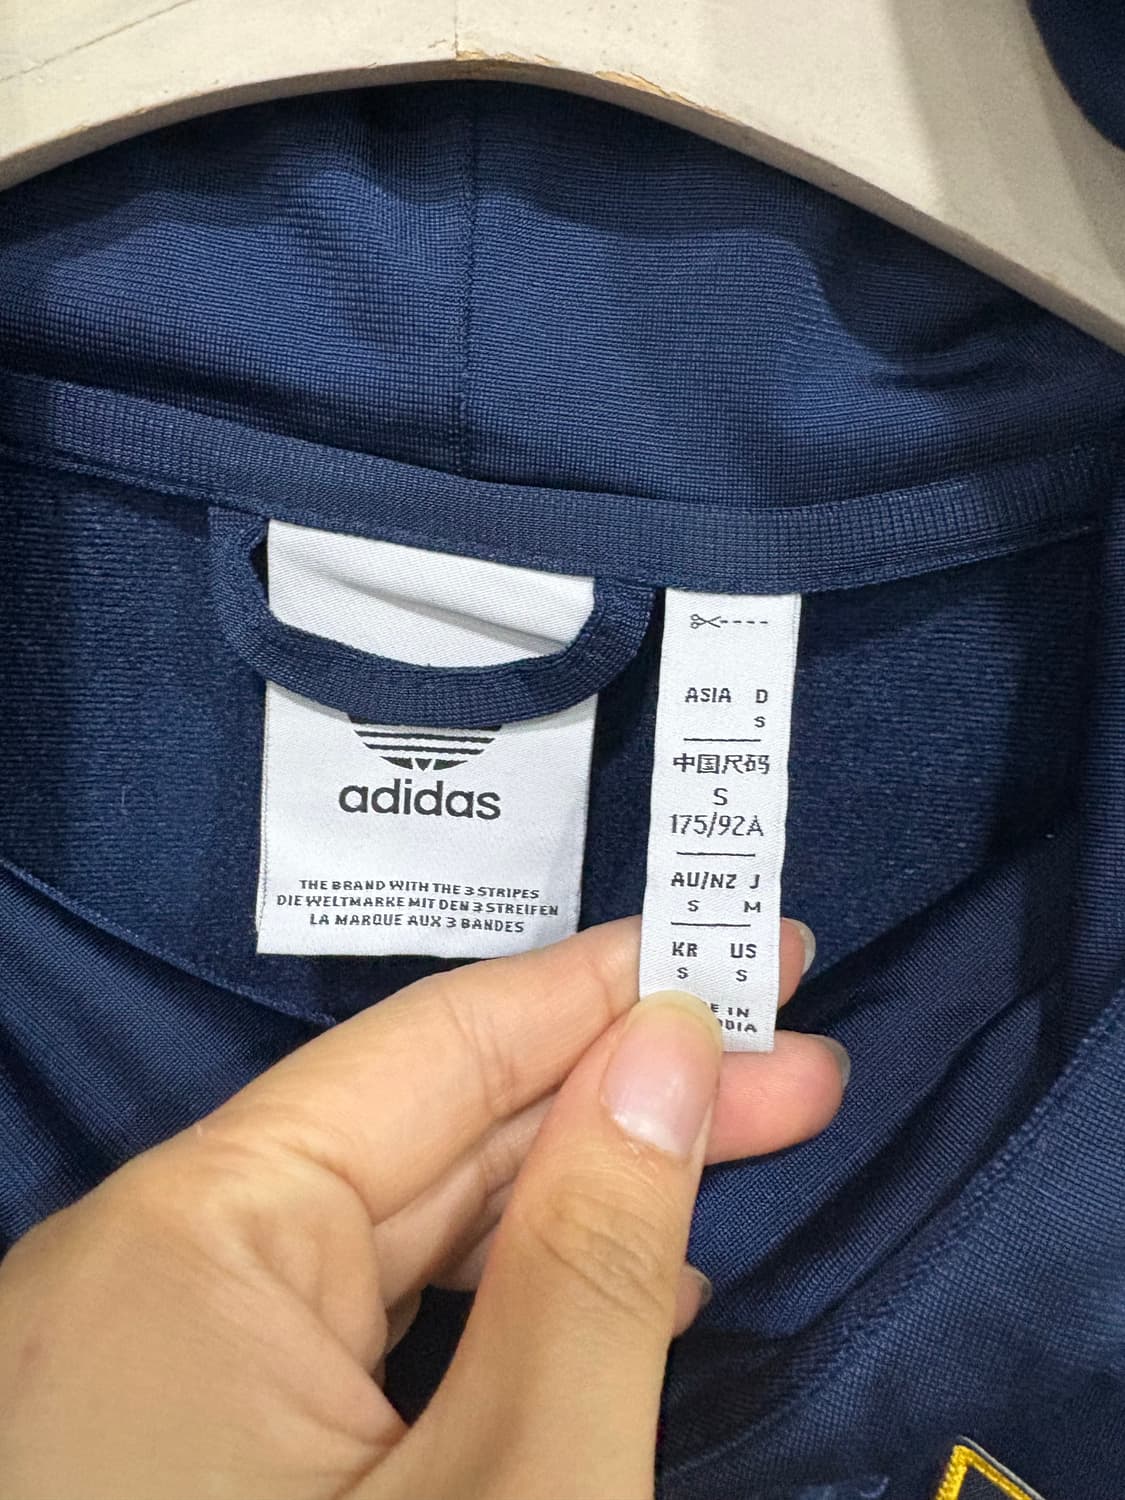 adidas
THE BRAND WITH THE 3 STRIPES
DIE WELTMARKE MIT DEN 3 STREIFEN
LA MARQUE AUX 3 BANDES
ASIA D
S
中国尺码
S
175/92A
AU/NZ J
S M
KR US
S S
IN